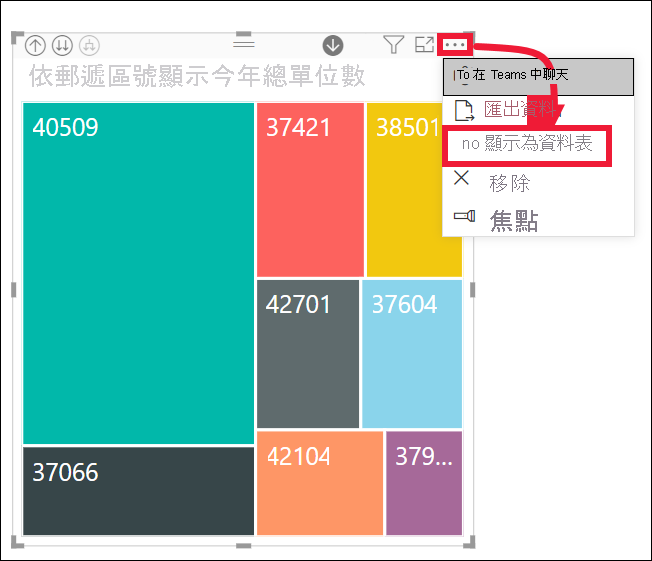 依郵遞區號顯示今年總單位數
To 在 Teams 中聊天
匯出資料
no 顯示為資料表
移除
焦點
40509
37421
38501
42701
37604
37066
42104
379...